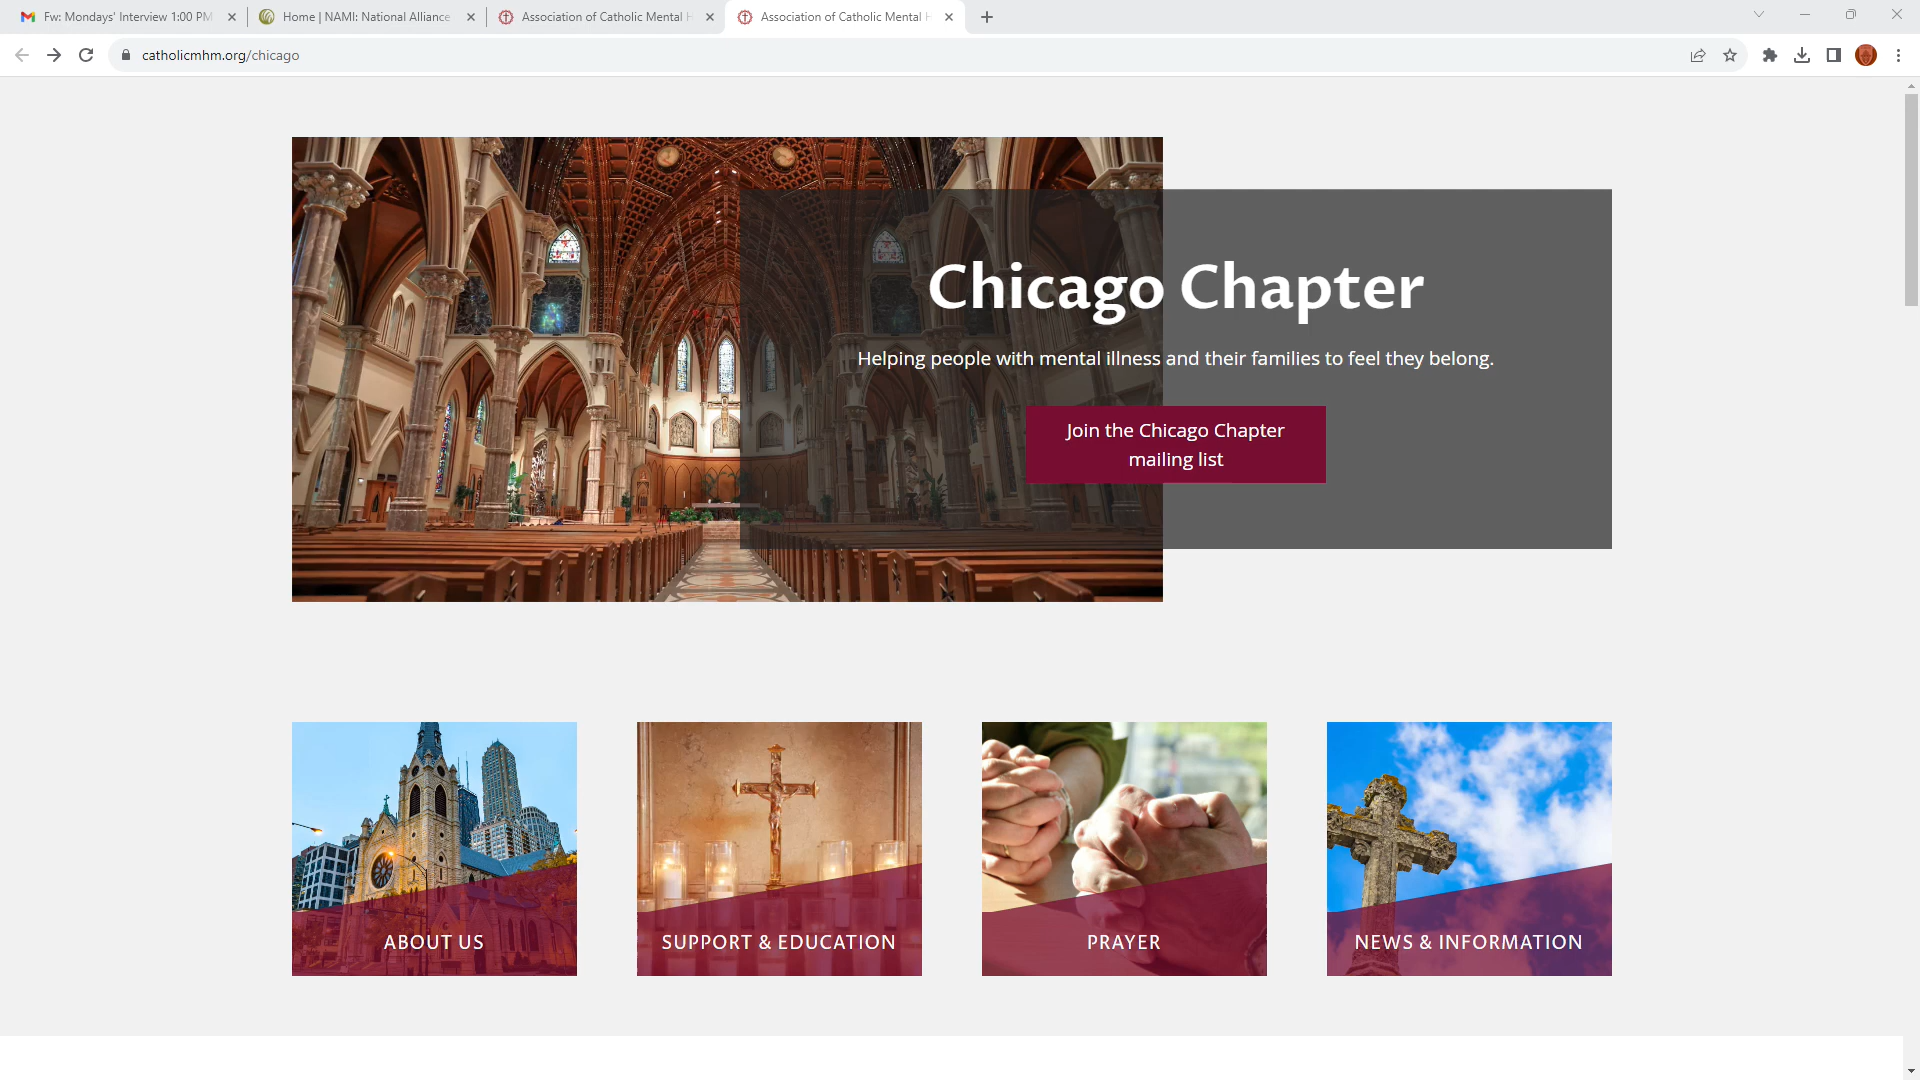 Fw: Mondays' Interview 1:00 PM
Home | NAMI: National Alliance
Association of Catholic Mental H
Association of Catholic Mental H
catholicmhm.org/chicago
Chicago Chapter
Helping people with mental illness and their families to feel they belong.
Join the Chicago Chapter
mailing list
ABOUT US
SUPPORT & EDUCATION
PRAYER
NEWS & INFORMATION